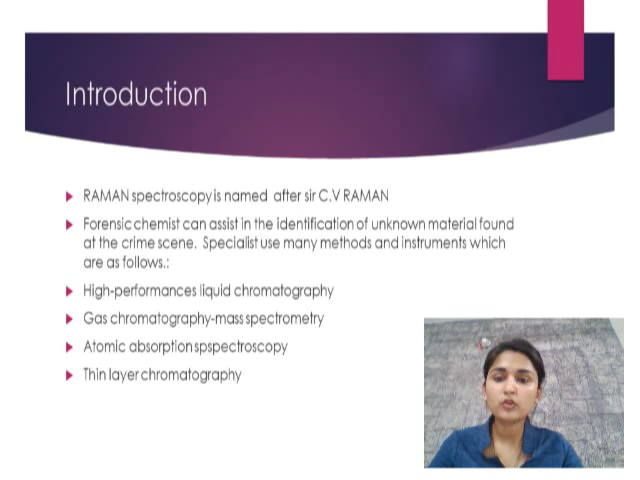 Introduction
RAMAN spectroscopy is named after sir C.V RAMAN
Forensic chemist can assist in the identification of unknown material found
at the crime scene. Specialist use many methods and instruments which
are as follows.:
High-performances liquid chromatography
Gas chromatography-mass spectrometry
Atomic absorption spspectroscopy
Thin layer chromatography